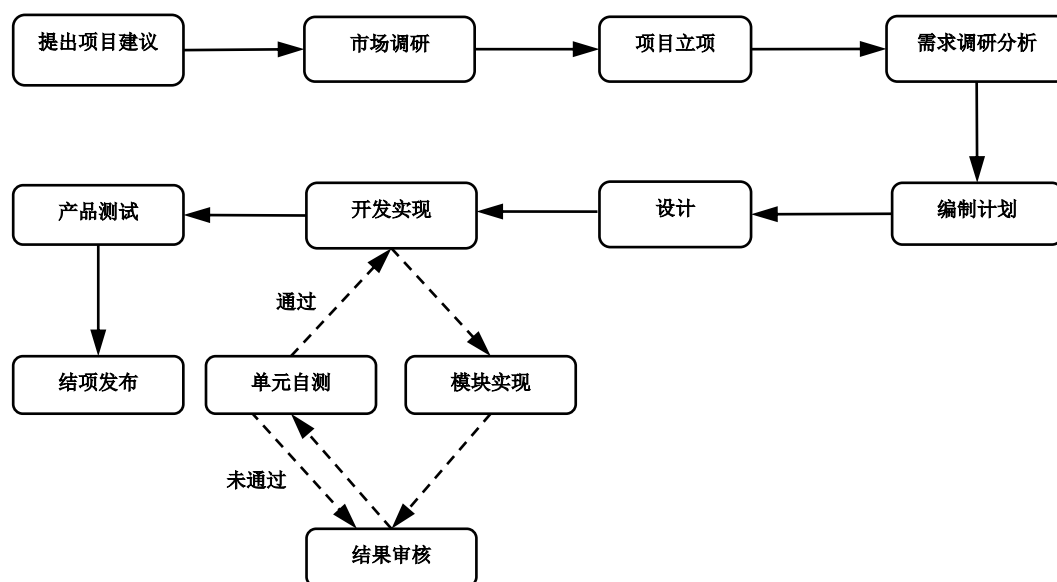 提出项目建议
市场调研
项目立项
需求调研分析
产品测试
开发实现
设计
编制计划
通过
结项发布
单元自测
模块实现
未通过
结果审核